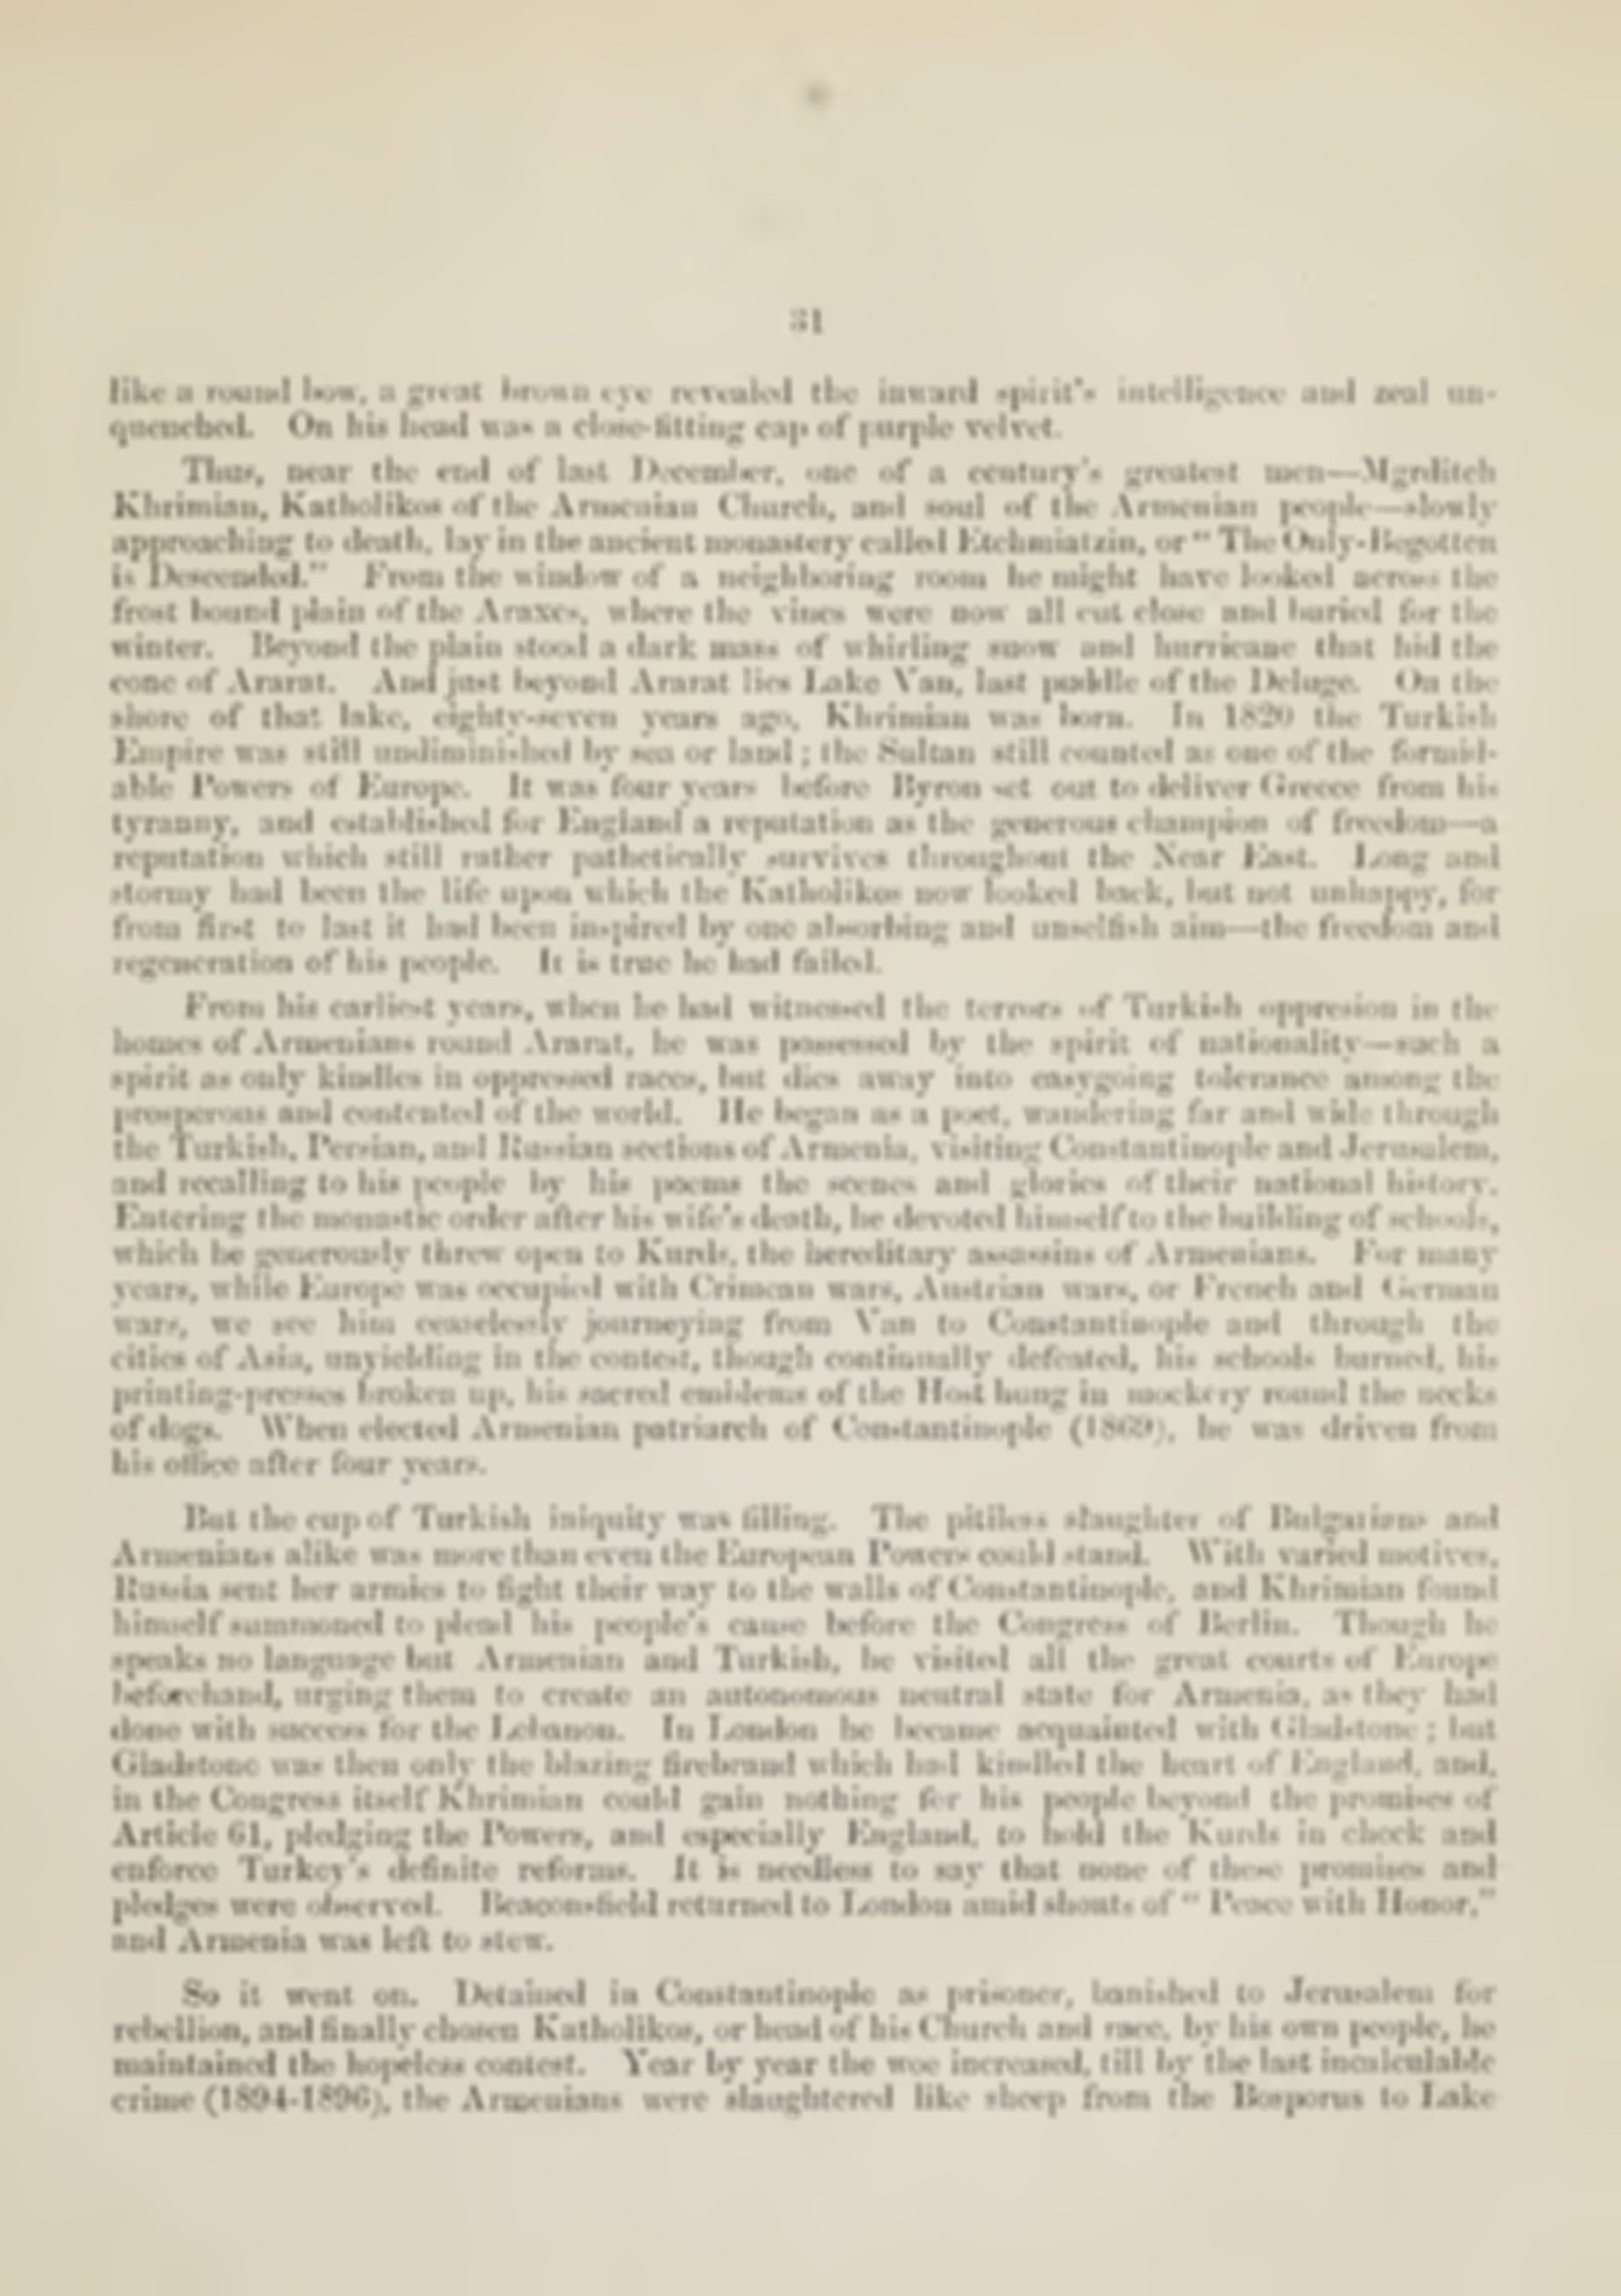 31
like a round bow, a great brown eye revealed the inward spirit's intelligence and zeal un-
quenched. On his head was a close-fitting cap of purple velvet.
Thus, near the end of last December, one of a century's greatest men—Mgrditch
Khrimian, Katholikos of the Armenian Church, and soul of the Armenian people—slowly
approaching to death, lay in the ancient monastery called Etchmiatzin, or "The Only-Begotten
is Descended." From the window of a neighboring room he might have looked across the
frost bound plain of the Araxes, where the vines were now all cut close and buried for the
winter. Beyond the plain stood a dark mass of whirling snow and hurricane that hid the
cone of Ararat. And just beyond Ararat lies Lake Van, last puddle of the Deluge. On the
shore of that lake, eighty-seven years ago, Khrimian was born. In 1820 the Turkish
Empire was still undiminished by sea or land; the Sultan still counted as one of the formid-
able Powers of Europe. It was four years before Byron set out to deliver Greece from his
tyranny, and established for England a reputation as the generous champion of freedom—a
reputation which still rather pathetically survives throughout the Near East. Long and
stormy had been the life upon which the Katholikos now looked back, but not unhappy, for
from first to last it had been inspired by one absorbing and unselfish aim—the freedom and
regeneration of his people. It is true he had failed.
From his earliest years, when he had witnessed the terrors of Turkish oppresion in the
homes of Armenians round Ararat, he was possessed by the spirit of nationality—such a
spirit as only kindles in oppressed races, but dies away into easygoing tolerance among the
prosperous and contented of the world. He began as a poet, wandering far and wide through
the Turkish, Persian, and Russian sections of Armenia, visiting Constantinople and Jerusalem,
and recalling to his people by his poems the scenes and glories of their national history.
Entering the monastic order after his wife's death, he devoted himself to the building of schools,
which he generously threw open to Kurds, the hereditary assassins of Armenians. For many
years, while Europe was occupied with Crimean wars, Austrian wars, or French and German
wars, we see him ceaselessly journeying from Van to Constantinople and through the
cities of Asia, unyielding in the contest, though continually defeated, his schools burned, his
printing-presses broken up, his sacred emblems of the Host hung in mockery round the necks
of dogs. When elected Armenian patriarch of Constantinople (1869), he was driven from
his office after four years.
But the cup of Turkish iniquity was filling. The pitiless slaughter of Bulgarians and
Armenians alike was more than even the European Powers could stand. With varied motives,
Russia sent her armies to fight their way to the walls of Constantinople, and Khrimian found
himself summoned to plead his people's cause before the Congress of Berlin. Though he
speaks no language but Armenian and Turkish, he visited all the great courts of Europe
beforehand, urging them to create an autonomous neutral state for Armenia, as they had
done with success for the Lebanon. In London he became acquainted with Gladstone; but
Gladstone was then only the blazing firebrand which had kindled the heart of England, and,
in the Congress itself Khrimian could gain nothing for his people beyond the promises of
Article 61, pledging the Powers, and especially England, to hold the Kurds in check and
enforce Turkey's definite reforms. It is needless to say that none of these promises and
pledges were observed. Beaconsfield returned to London amid shouts of "Peace with Honor,"
and Armenia was left to stew.
So it went on. Detained in Constantinople as prisoner, banished to Jerusalem for
rebellion, and finally chosen Katholikos, or head of his Church and race, by his own people, he
maintained the hopeless contest. Year by year the woe increased, till by the last incalculable
crime (1894-1896), the Armenians were slaughtered like sheep from the Bosporus to Lake